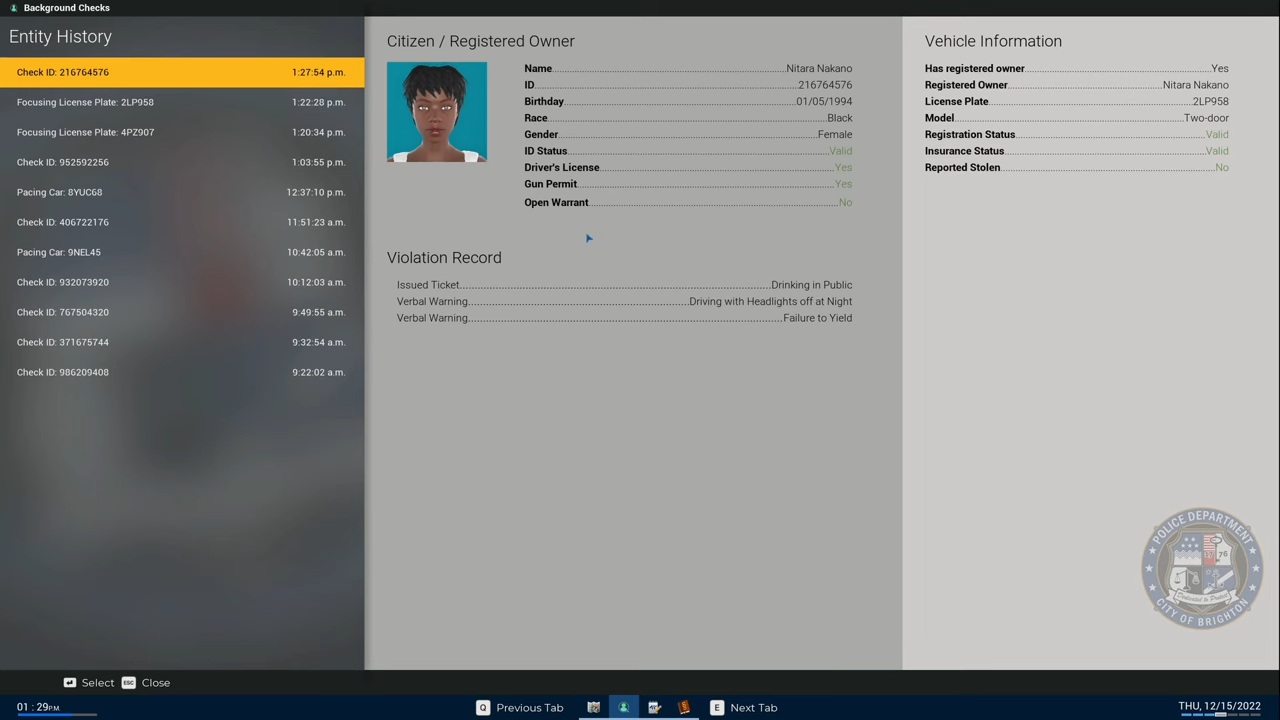 Background Checks
Entity History
Check ID: 216764576 1:27:54 p.m.
Focusing License Plate: 2LP958 1:22:28 p.m.
Focusing License Plate: 4PZ907 1:20:34 p.m.
Check ID: 952592256 1:03:55 p.m.
Pacing Car: 8YUC68 12:37:10 p.m.
Check ID: 406722176 11:51:23 a.m.
Pacing Car: 9NEL45 10:42:05 a.m.
Check ID: 932073920 10:12:03 a.m.
Check ID: 767504320 9:49:55 a.m.
Check ID: 371675744 9:32:54 a.m.
Check ID: 986209408 9:22:02 a.m.
Citizen / Registered Owner
Name Nitara Nakano
ID 216764576
Birthday 01/05/1994
Race Black
Gender Female
ID Status Valid
Driver's License Yes
Gun Permit Yes
Open Warrant No
Violation Record
Issued Ticket Drinking in Public
Verbal Warning Driving with Headlights off at Night
Verbal Warning Failure to Yield
Vehicle Information
Has registered owner Yes
Registered Owner Nitara Nakano
License Plate 2LP958
Model Two-door
Registration Status Valid
Insurance Status Valid
Reported Stolen No
POLICE DEPARTMENT
1776
Dedicated to Protect
CITY OF BRIGHTON
Select ESC Close
01 : 29 P.M.
Q Previous Tab
E Next Tab
THU, 12/15/2022